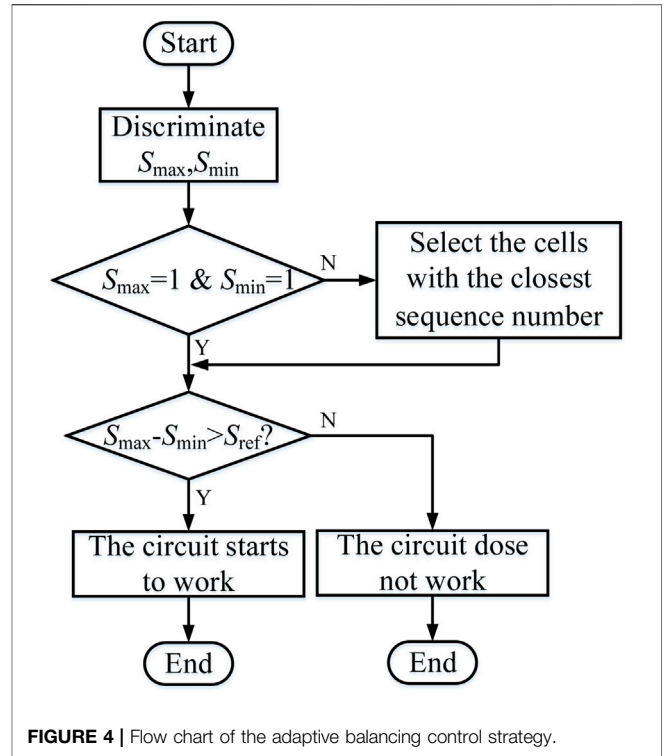 Start
Discriminate
Smax,Smin
Smax=1 & Smin=1
N
Select the cells
with the closest
sequence number
Y
Smax-Smin>Sref?
N
Y
The circuit starts
to work
The circuit dose
not work
End
End
FIGURE 4 | Flow chart of the adaptive balancing control strategy.